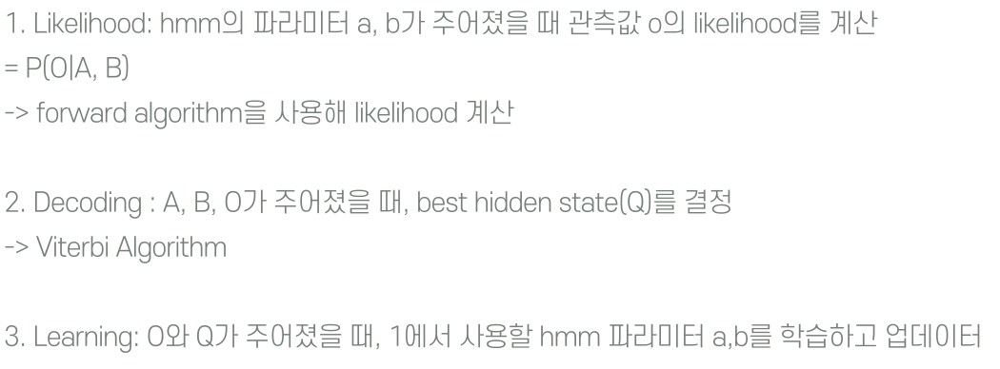 1. Likelihood: hmm의 파라미터 a, b가 주어졌을 때 관측값 o의 likelihood를 계산
= P(O|A, B)
-> forward algorithm을 사용해 likelihood 계산
2. Decoding : A, B, O가 주어졌을 때, best hidden state(Q)를 결정
-> Viterbi Algorithm
3. Learning: O와 Q가 주어졌을 때, 1에서 사용할 hmm 파라미터 a,b를 학습하고 업데이터